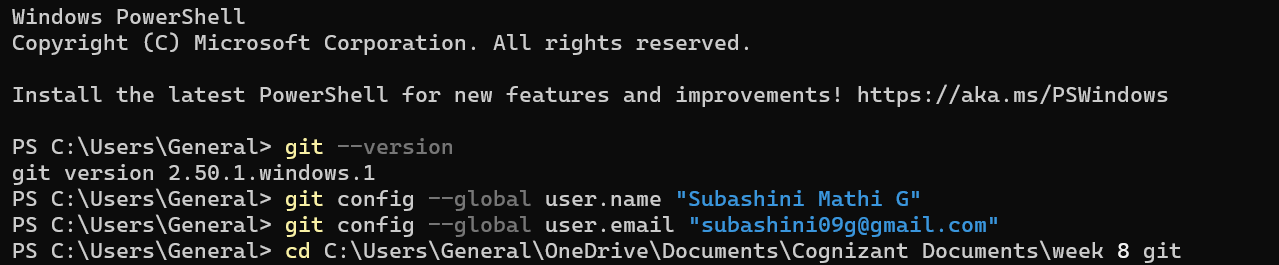 Windows PowerShell
Copyright (C) Microsoft Corporation. All rights reserved.
Install the latest PowerShell for new features and improvements! https://aka.ms/PSWindows
PS C:\Users\General> git --version
git version 2.50.1.windows.1
PS C:\Users\General> git config --global user.name "Subashini Mathi G"
PS C:\Users\General> git config --global user.email "subashini09g@gmail.com"
PS C:\Users\General> cd C:\Users\General\OneDrive\Documents\Cognizant Documents\week 8 git